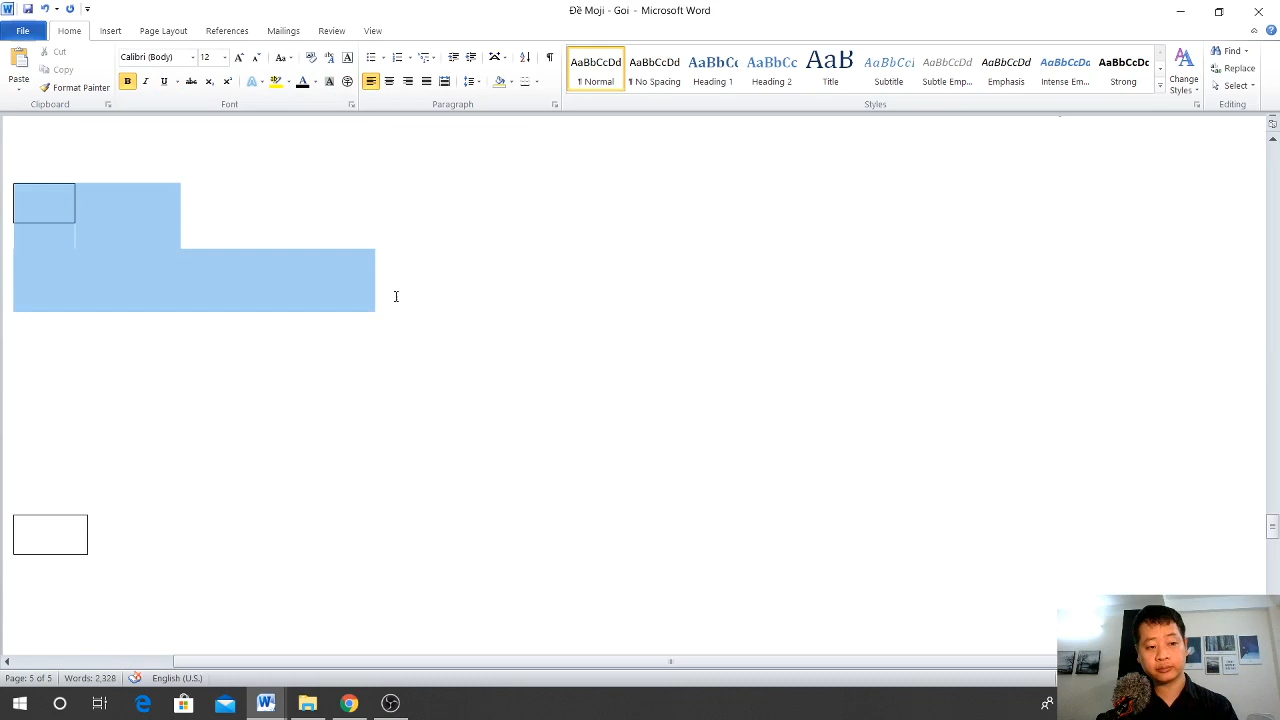 Đề Moji - Goi - Microsoft Word
File Home Insert Page Layout References Mailings Review View
Paste Cut Copy Format Painter
Calibri (Body) 12
AaBbCcDd AaBbCcDd AaBbCc AaBbCc AaB AaBbCcl AaBbCcDd AaBbCcDd AaBbCcDd AaBbCcDc
¶ Normal ¶ No Spacing Heading 1 Heading 2 Title Subtitle Subtle Emp... Emphasis Intense Em... Strong
Change Styles
Find
Replace
Select
Clipboard Font Paragraph Styles Editing
Page: 5 of 5 Words: 2,328 English (U.S.)